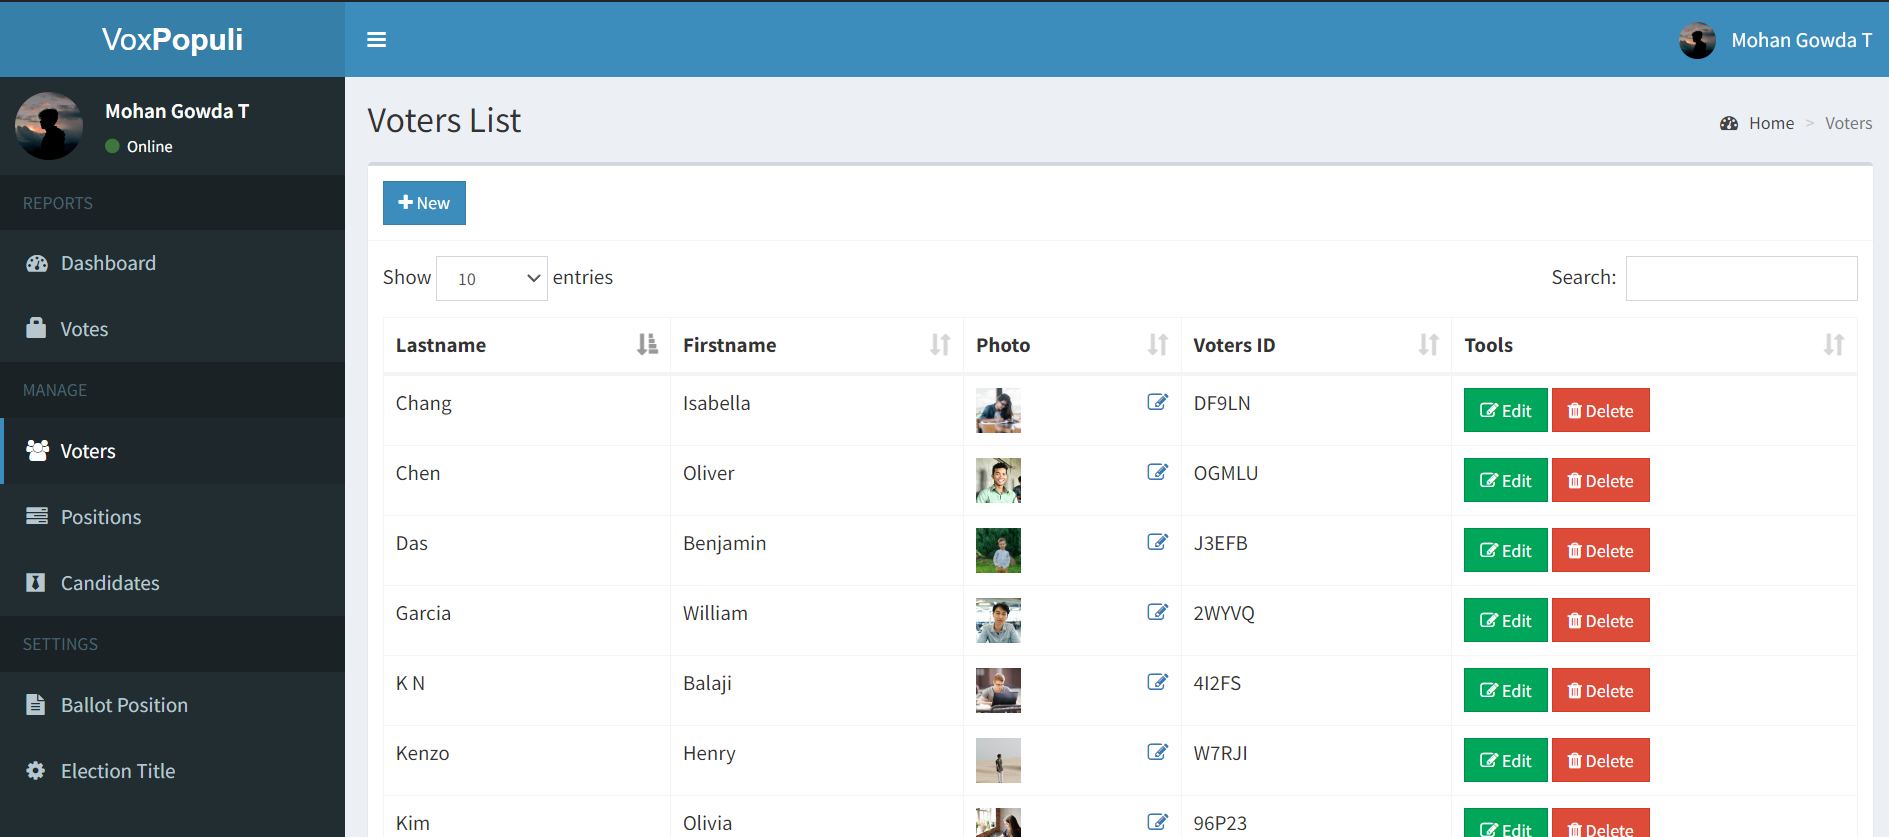 VoxPopuli
Mohan Gowda T
Mohan Gowda T
Online
REPORTS
Dashboard
Votes
MANAGE
Voters
Positions
Candidates
SETTINGS
Ballot Position
Election Title
Voters List
Home > Voters
New
Show 10 entries
Search:
Lastname Firstname Photo Voters ID Tools
Chang Isabella DF9LN Edit Delete
Chen Oliver OGMLU Edit Delete
Das Benjamin J3EFB Edit Delete
Garcia William 2WYVQ Edit Delete
K N Balaji 4I2FS Edit Delete
Kenzo Henry W7RJI Edit Delete
Kim Olivia 96P23 Edit Delete